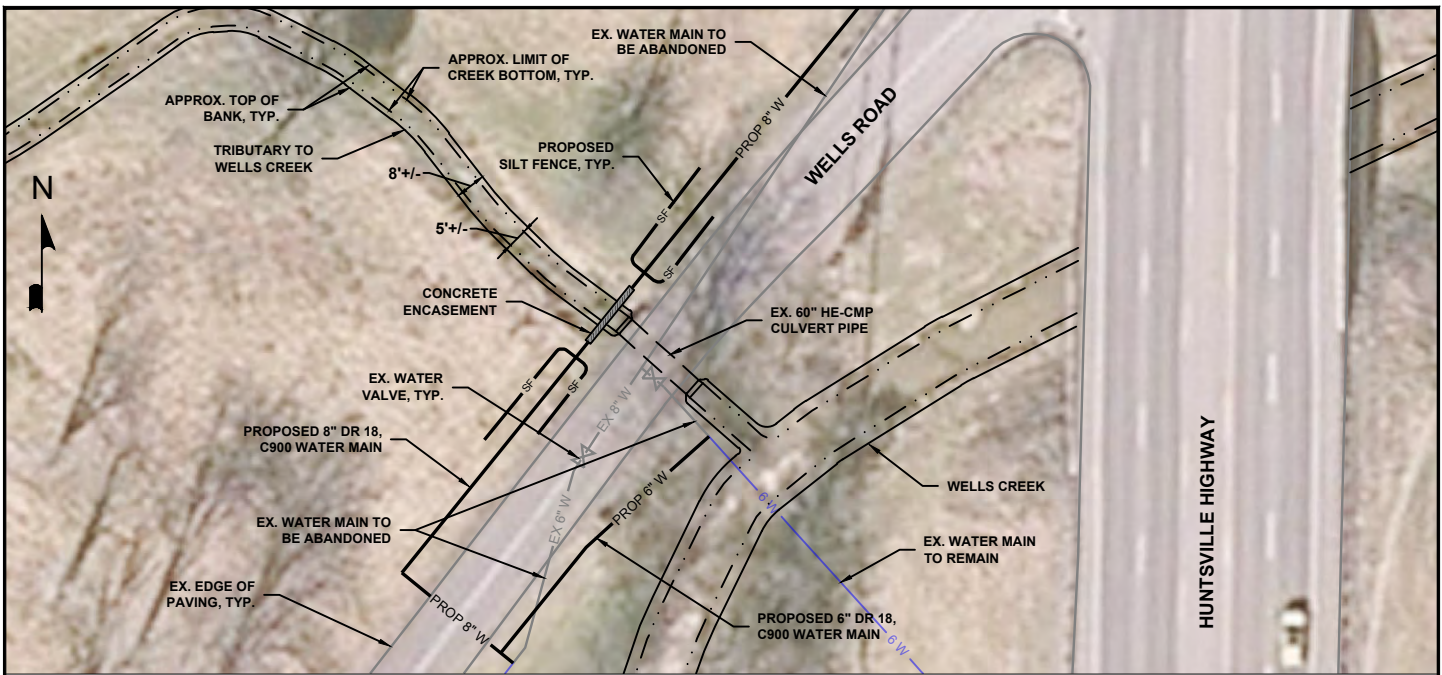 EX. WATER MAIN TO
BE ABANDONED
APPROX. LIMIT OF
CREEK BOTTOM, TYP.
APPROX. TOP OF
BANK, TYP.
PROP 8" W
WELLS ROAD
TRIBUTARY TO
WELLS CREEK
PROPOSED
SILT FENCE, TYP.
8'+/-
N
SF
5'+/-
SF
CONCRETE
ENCASEMENT
EX. 60" HE-CMP
CULVERT PIPE
EX. WATER
VALVE, TYP.
SF
SF
EX 8" W
PROPOSED 8" DR 18,
C900 WATER MAIN
HUNTSVILLE HIGHWAY
WELLS CREEK
6 W
PROP 6" W
EX 6" W
EX. WATER MAIN TO
BE ABANDONED
EX. WATER MAIN
TO REMAIN
EX. EDGE OF
PAVING, TYP.
PROP 8" W
PROPOSED 6" DR 18,
C900 WATER MAIN
6 W